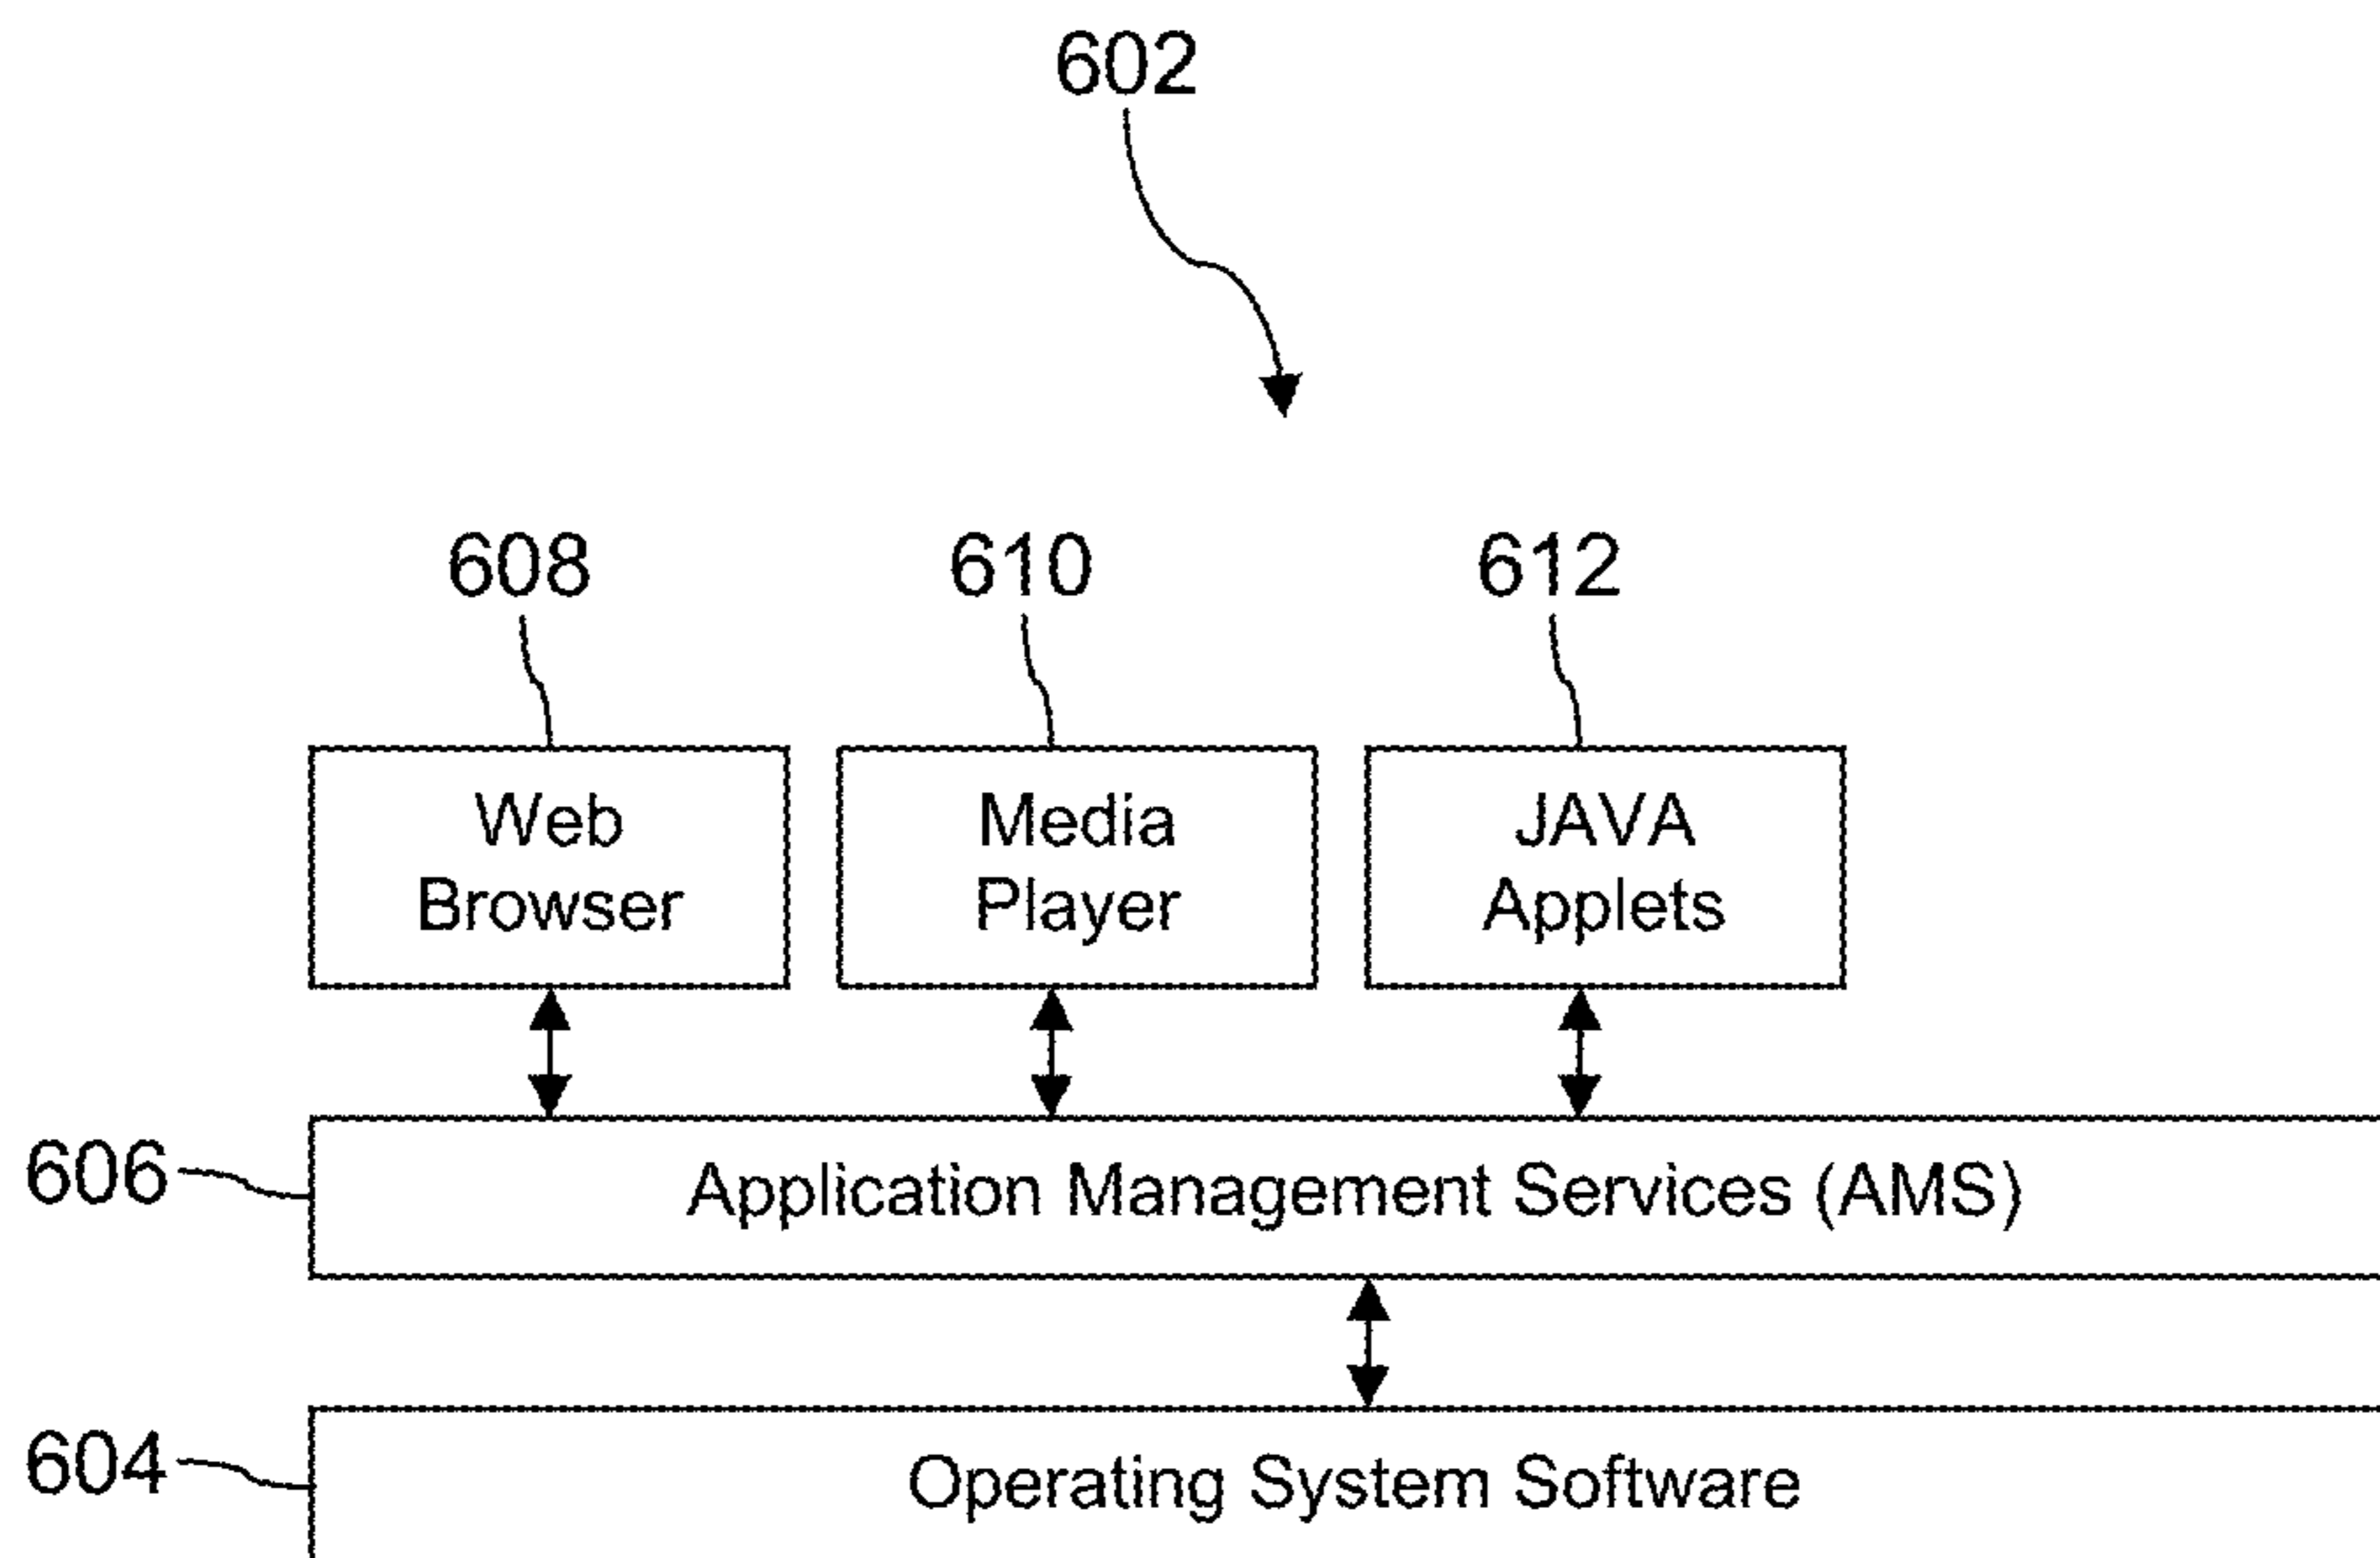 602
608
610
612
Web
Browser
Media
Player
JAVA
Applets
606
Application Management Services (AMS)
604
Operating System Software